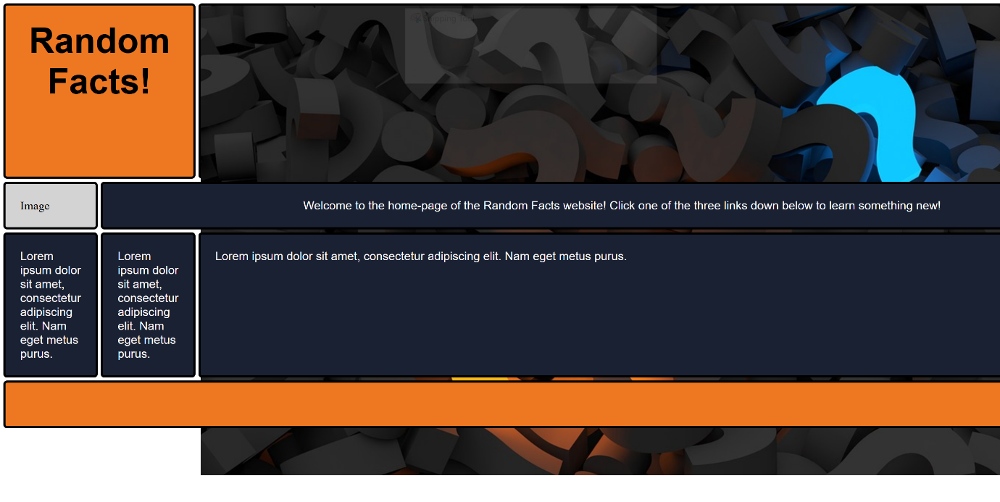 Random
Facts!
Image
Welcome to the home-page of the Random Facts website! Click one of the three links down below to learn something new!
Lorem
ipsum dolor
sit amet,
consectetur
adipiscing
elit. Nam
eget metus
purus.
Lorem
ipsum dolor
sit amet,
consectetur
adipiscing
elit. Nam
eget metus
purus.
Lorem ipsum dolor sit amet, consectetur adipiscing elit. Nam eget metus purus.